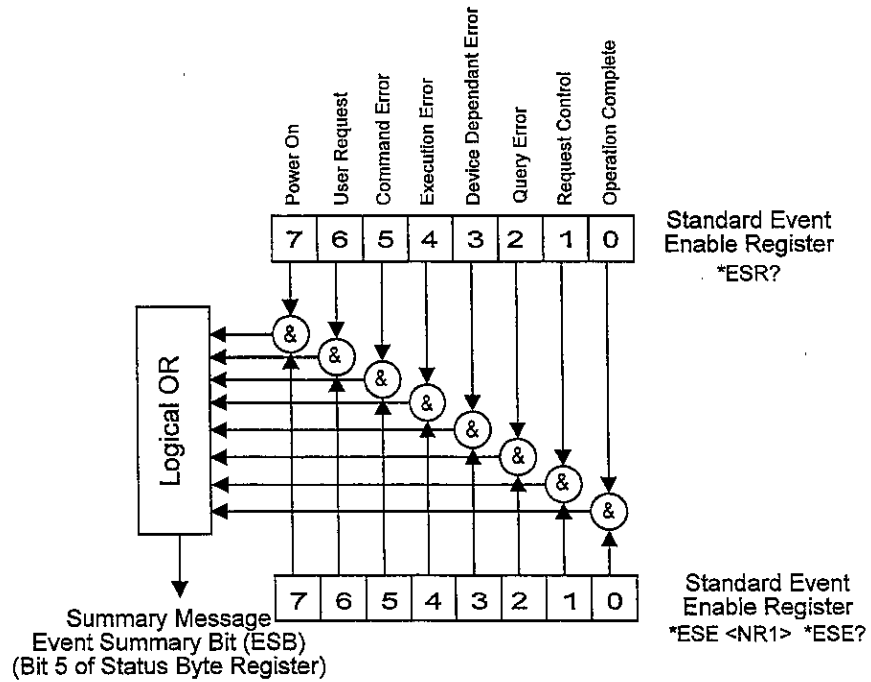 Power On
User Request
Command Error
Execution Error
Device Dependant Error
Query Error
Request Control
Operation Complete
7 6 5 4 3 2 1 0
Standard Event
Enable Register
*ESR?
&
&
&
&
&
&
&
&
Logical OR
7 6 5 4 3 2 1 0
Standard Event
Enable Register
*ESE <NR1> *ESE?
Summary Message
Event Summary Bit (ESB)
(Bit 5 of Status Byte Register)